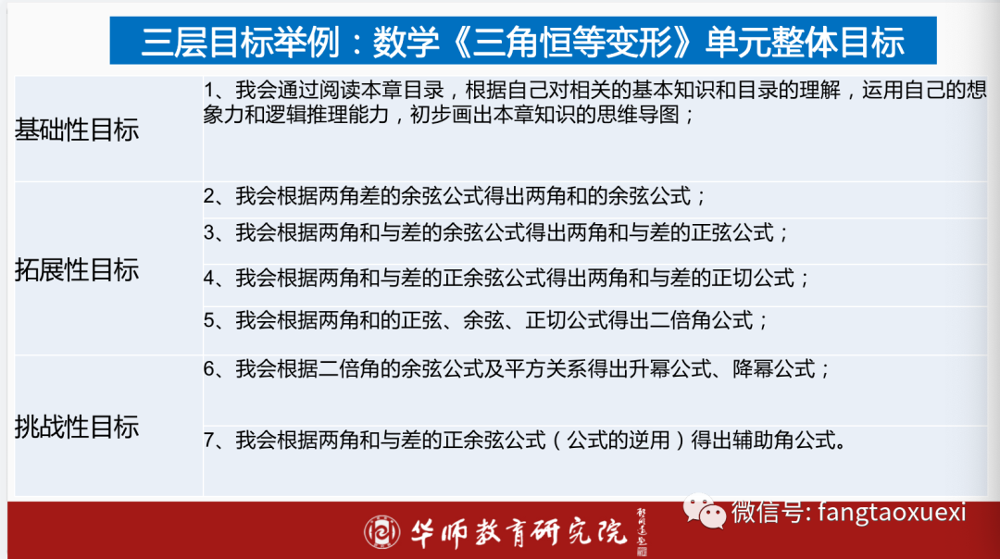 三层目标举例：数学《三角恒等变形》单元整体目标
基础性目标
1、我会通过阅读本章目录，根据自己对相关的基本知识和目录的理解，运用自己的想
象力和逻辑推理能力，初步画出本章知识的思维导图；
拓展性目标
2、我会根据两角差的余弦公式得出两角和的余弦公式；
3、我会根据两角和与差的余弦公式得出两角和与差的正弦公式；
4、我会根据两角和与差的正余弦公式得出两角和与差的正切公式；
5、我会根据两角和的正弦、余弦、正切公式得出二倍角公式；
挑战性目标
6、我会根据二倍角的余弦公式及平方关系得出升幂公式、降幂公式；
7、我会根据两角和与差的正余弦公式（公式的逆用）得出辅助角公式。
华师教育研究院
微信号: fangtaoxuexi